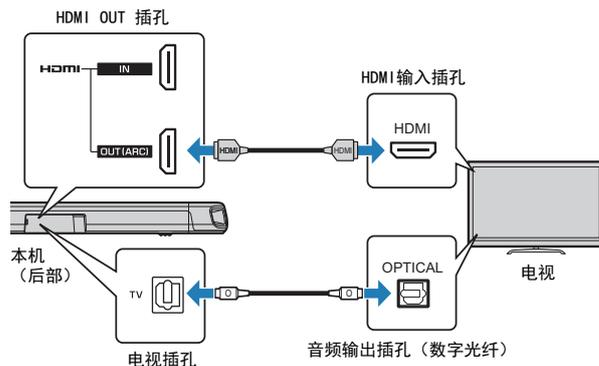 HDMI OUT 插孔
HDMI
IN
OUT(ARC)
HDMI
HDMI
HDMI输入插孔
HDMI
本机
（后部）
TV
电视插孔
OPTICAL
音频输出插孔（数字光纤）
电视